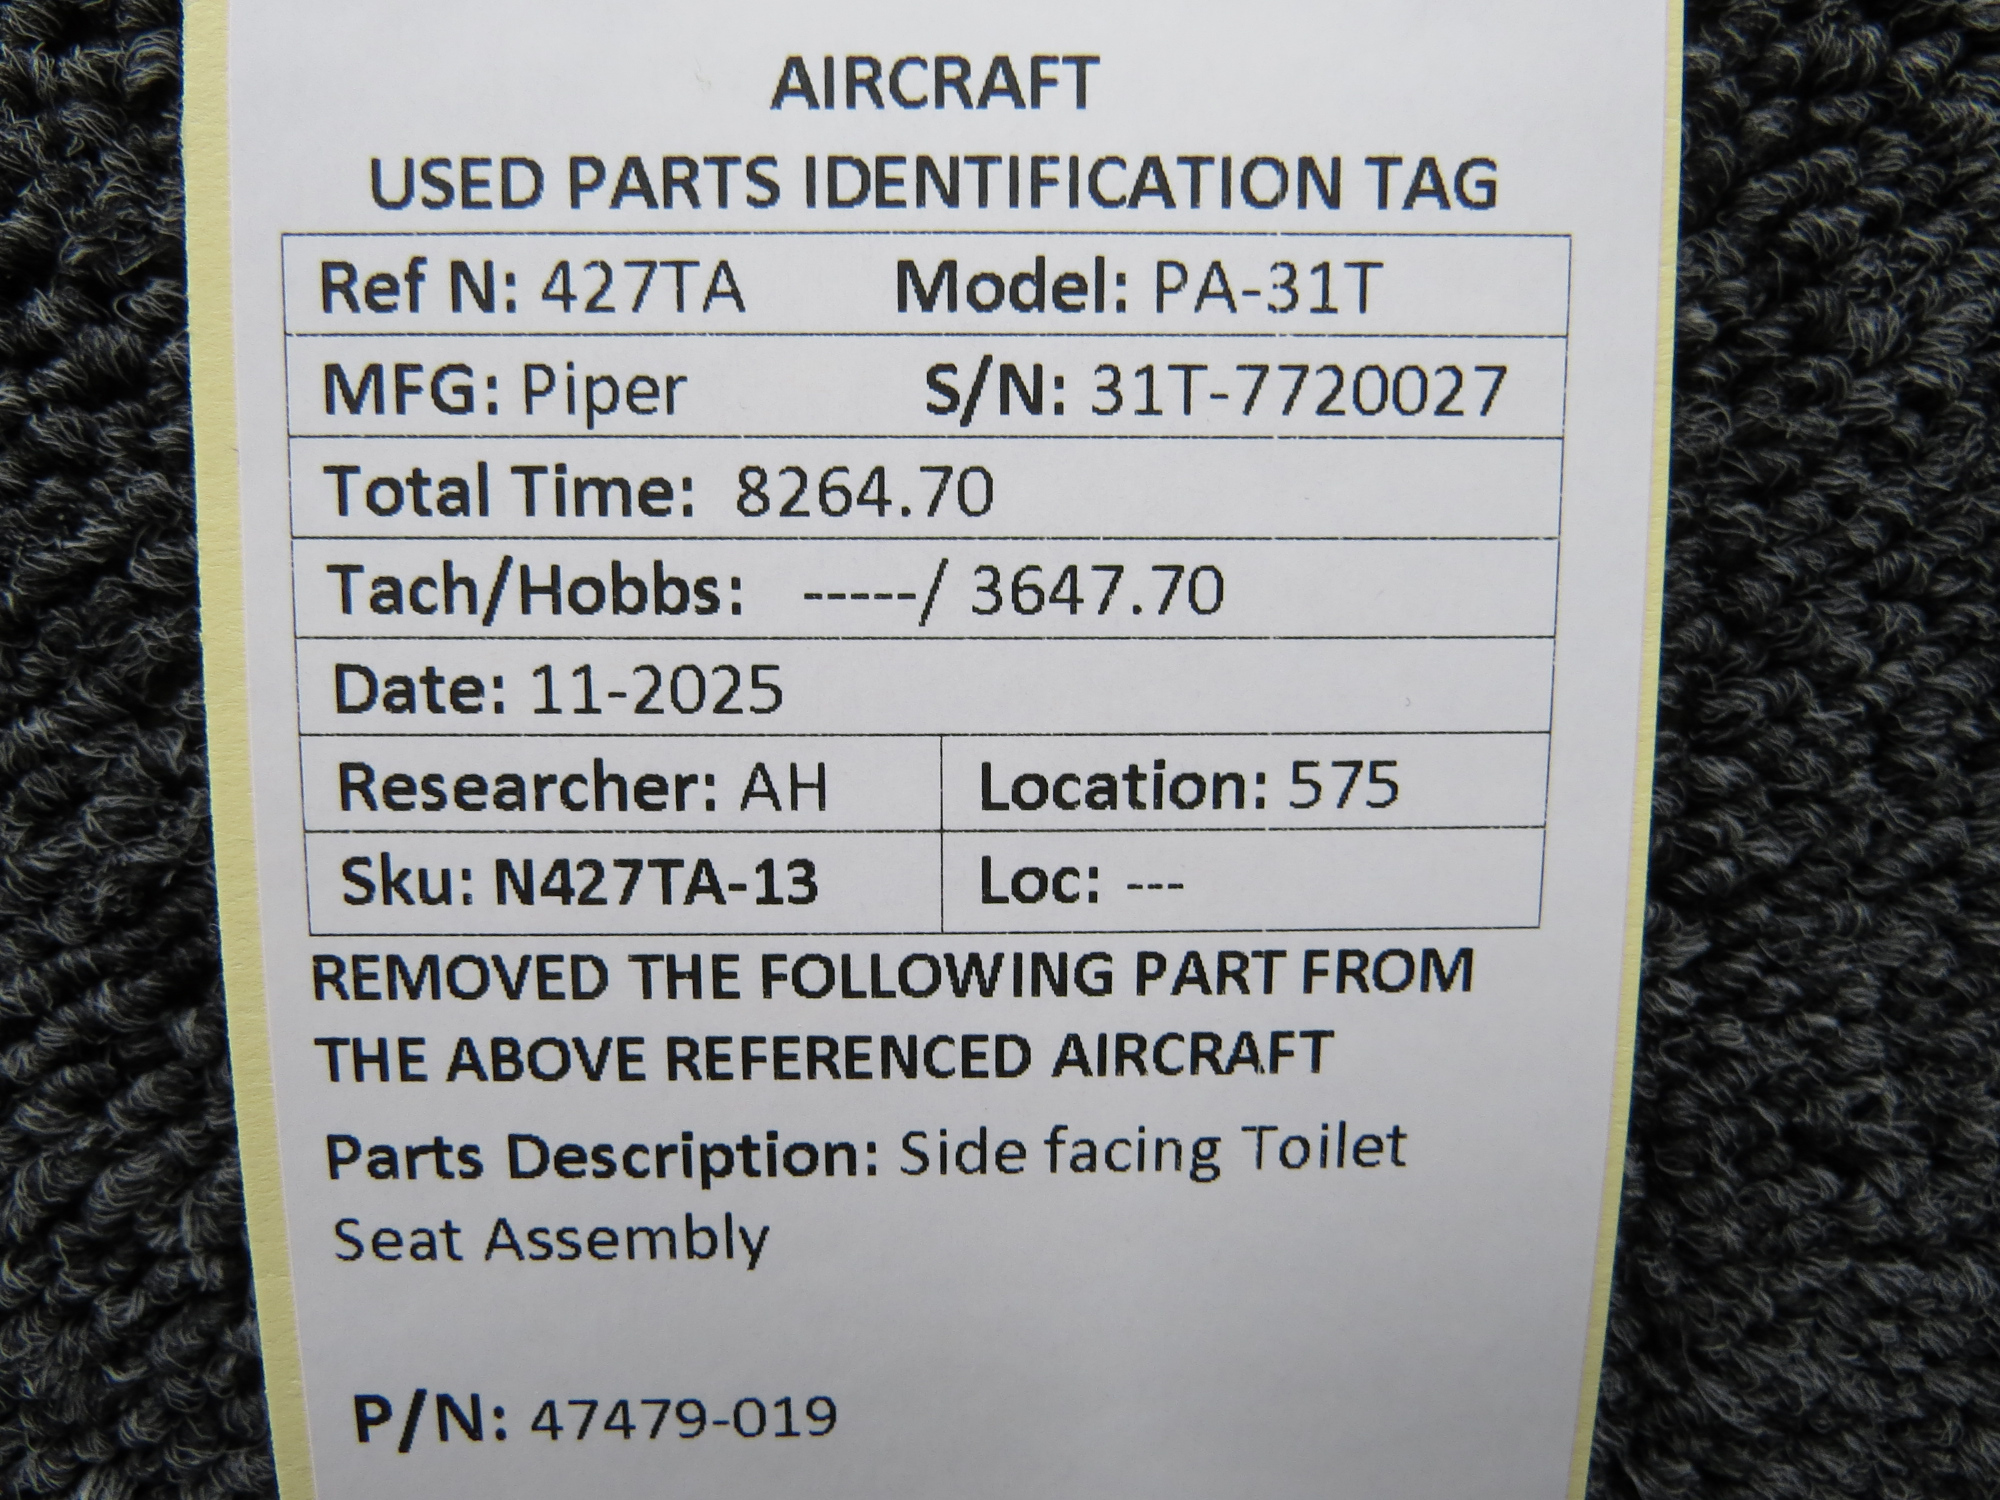 AIRCRAFT
USED PARTS IDENTIFICATION TAG
Ref N: 427TA Model: PA-31T
MFG: Piper S/N: 31T-7720027
Total Time: 8264.70
Tach/Hobbs: -----/ 3647.70
Date: 11-2025
Researcher: AH Location: 575
Sku: N427TA-13 Loc: ---
REMOVED THE FOLLOWING PART FROM
THE ABOVE REFERENCED AIRCRAFT
Parts Description: Side facing Toilet
Seat Assembly
P/N: 47479-019